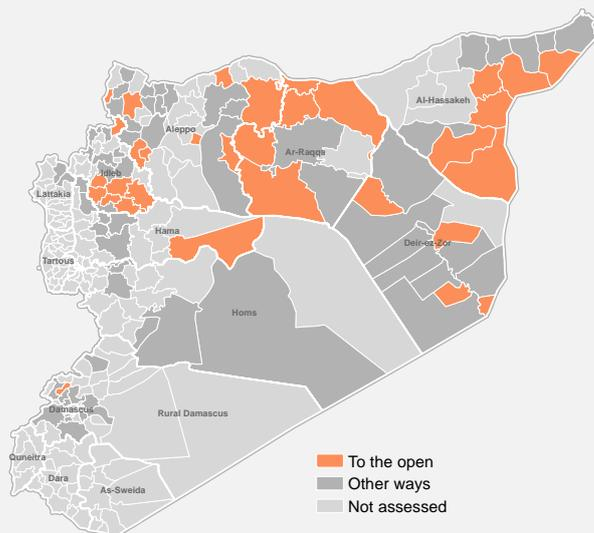 Al-Hassakeh
Aleppo
Ar-Raqqa
Idleb
Lattakia
Hama
Deir-ez-Zor
Tartous
Homs
Damascus
Rural Damascus
Quneitra
Dara
As-Sweida
To the open
Other ways
Not assessed